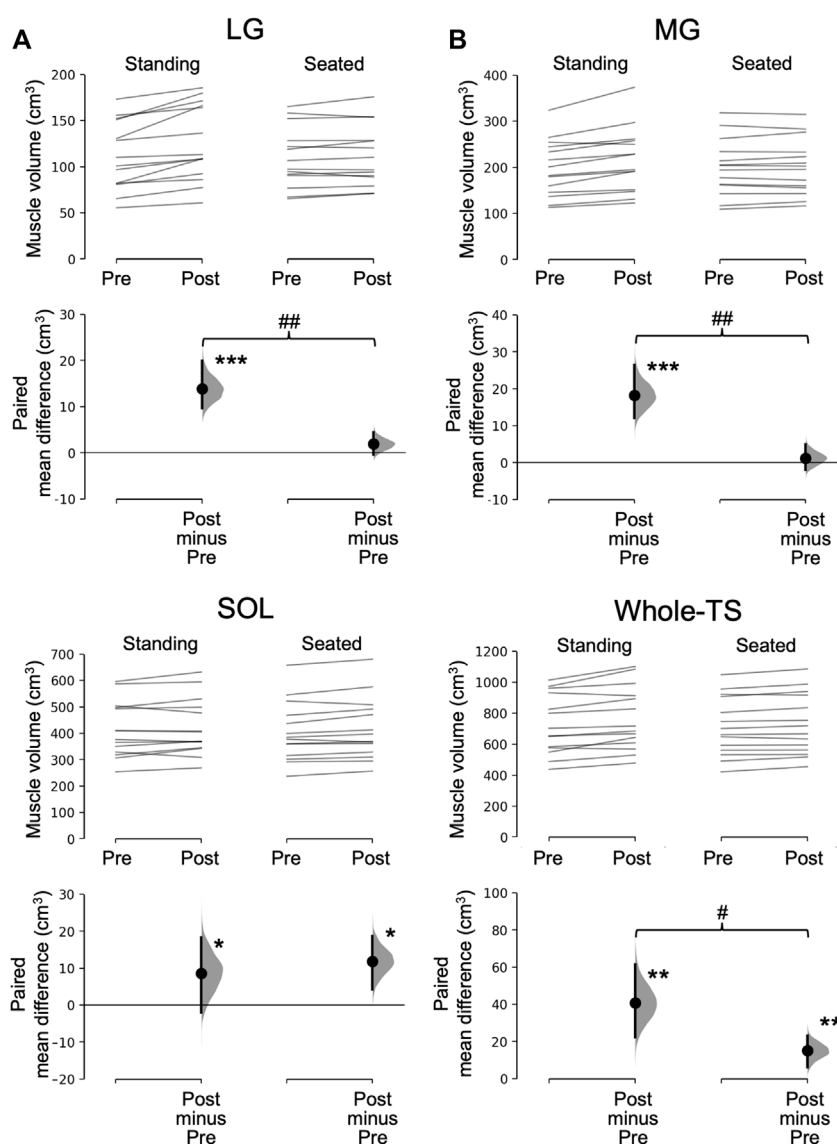 A
LG
Standing
Seated
Muscle volume (cm³)
200
150
100
50
0
Pre
Post
Pre
Post
Paired
mean difference (cm³)
30
20
10
0
-10
***
##
Post
minus
Pre
Post
minus
Pre
B
MG
Standing
Seated
Muscle volume (cm³)
400
300
200
100
0
Pre
Post
Pre
Post
Paired
mean difference (cm³)
40
30
20
10
0
-10
***
##
Post
minus
Pre
Post
minus
Pre
SOL
Standing
Seated
Muscle volume (cm³)
700
600
500
400
300
200
100
0
Pre
Post
Pre
Post
Paired
mean difference (cm³)
30
20
10
0
−10
−20
*
*
Post
minus
Pre
Post
minus
Pre
Whole-TS
Standing
Seated
Muscle volume (cm³)
1200
1000
800
600
400
200
0
Pre
Post
Pre
Post
Paired
mean difference (cm³)
100
80
60
40
20
0
#
**
**
Post
minus
Pre
Post
minus
Pre